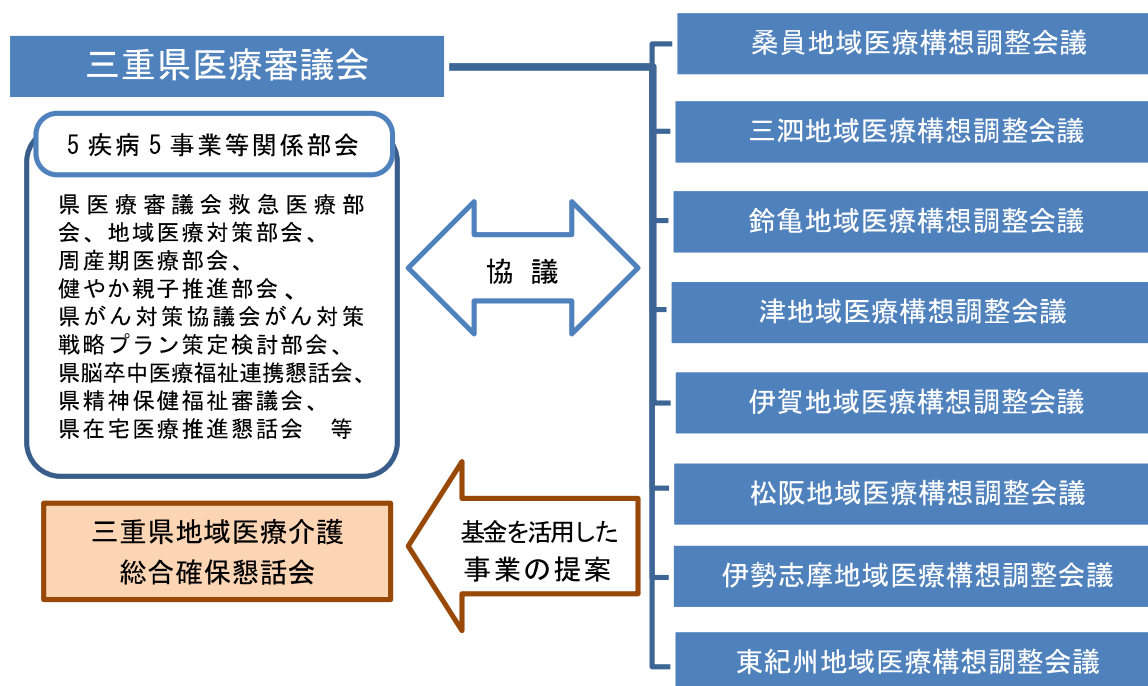 三重県医療審議会
5疾病5事業等関係部会
県医療審議会救急医療部
会、地域医療対策部会、
周産期医療部会、
健やか親子推進部会、
県がん対策協議会がん対策
戦略プラン策定検討部会、
県脳卒中医療福祉連携懇話会、
県精神保健福祉審議会、
県在宅医療推進懇話会　等
三重県地域医療介護
総合確保懇話会
協 議
基金を活用した
事業の提案
桑員地域医療構想調整会議
三泗地域医療構想調整会議
鈴亀地域医療構想調整会議
津地域医療構想調整会議
伊賀地域医療構想調整会議
松阪地域医療構想調整会議
伊勢志摩地域医療構想調整会議
東紀州地域医療構想調整会議